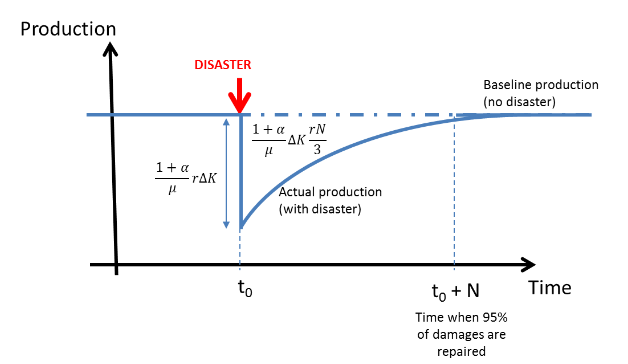 Production
DISASTER
Baseline production
(no disaster)
1 + α
μ
ΔK
rN
3
1 + α
μ
rΔK
Actual production
(with disaster)
t₀
t₀ + N
Time
Time when 95%
of damages are
repaired